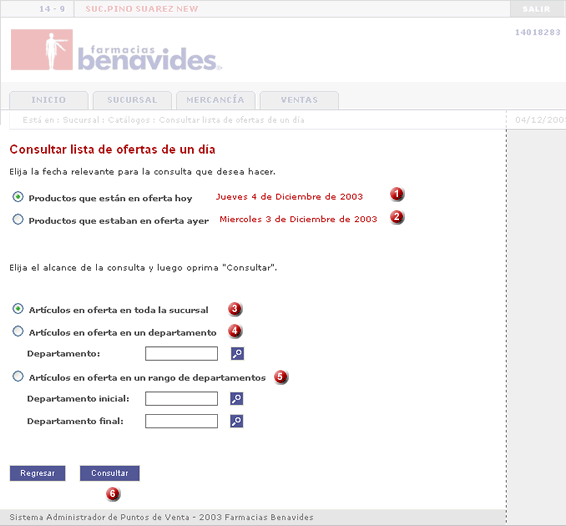 14 - 9 SUC.PINO SUAREZ NEW SALIR
14018283
farmacias
benavides
INICIO SUCURSAL MERCANCÍA VENTAS
Está en : Sucursal : Catálogos : Consultar lista de ofertas de un día 04/12/200
Consultar lista de ofertas de un día
Elija la fecha relevante para la consulta que desea hacer.
Productos que están en oferta hoy Jueves 4 de Diciembre de 2003 1
Productos que estaban en oferta ayer Miercoles 3 de Diciembre de 2003 2
Elija el alcance de la consulta y luego oprima "Consultar".
Artículos en oferta en toda la sucursal 3
Artículos en oferta en un departamento 4
Departamento:
Artículos en oferta en un rango de departamentos 5
Departamento inicial:
Departamento final:
Regresar Consultar
6
Sistema Administrador de Puntos de Venta - 2003 Farmacias Benavides